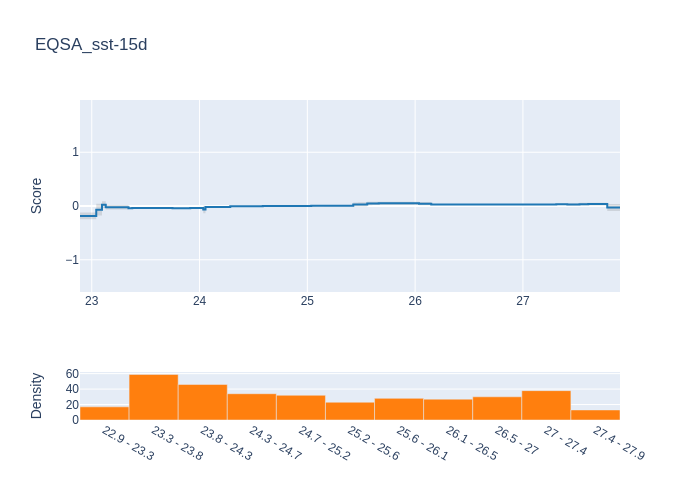 EQSA_sst-15d
Score
1
0
−1
23 24 25 26 27
Density
60
40
20
0
22.9 - 23.3
23.3 - 23.8
23.8 - 24.3
24.3 - 24.7
24.7 - 25.2
25.2 - 25.6
25.6 - 26.1
26.1 - 26.5
26.5 - 27
27 - 27.4
27.4 - 27.9